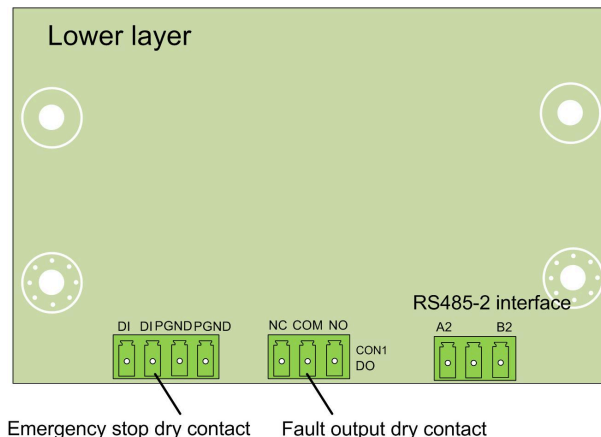 Lower layer
RS485-2 interface
DI DI PGND PGND
NC COM NO
A2 B2
CON1
DO
Emergency stop dry contact
Fault output dry contact